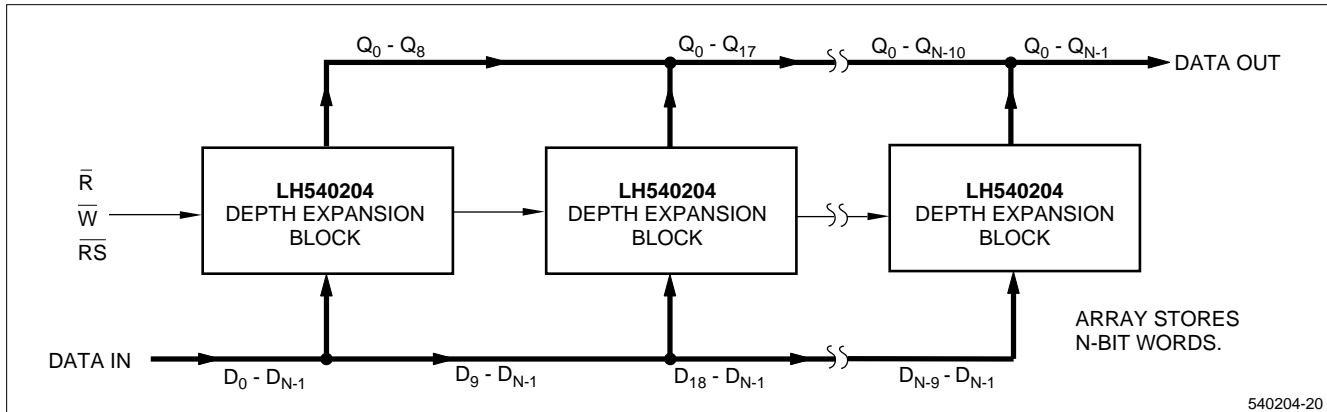 Q0 - Q8
Q0 - Q17
Q0 - QN-10
Q0 - QN-1
DATA OUT
R̅
W̅
R̅S̅
LH540204
DEPTH EXPANSION
BLOCK
LH540204
DEPTH EXPANSION
BLOCK
LH540204
DEPTH EXPANSION
BLOCK
ARRAY STORES
N-BIT WORDS.
DATA IN
D0 - DN-1
D9 - DN-1
D18 - DN-1
DN-9 - DN-1
540204-20